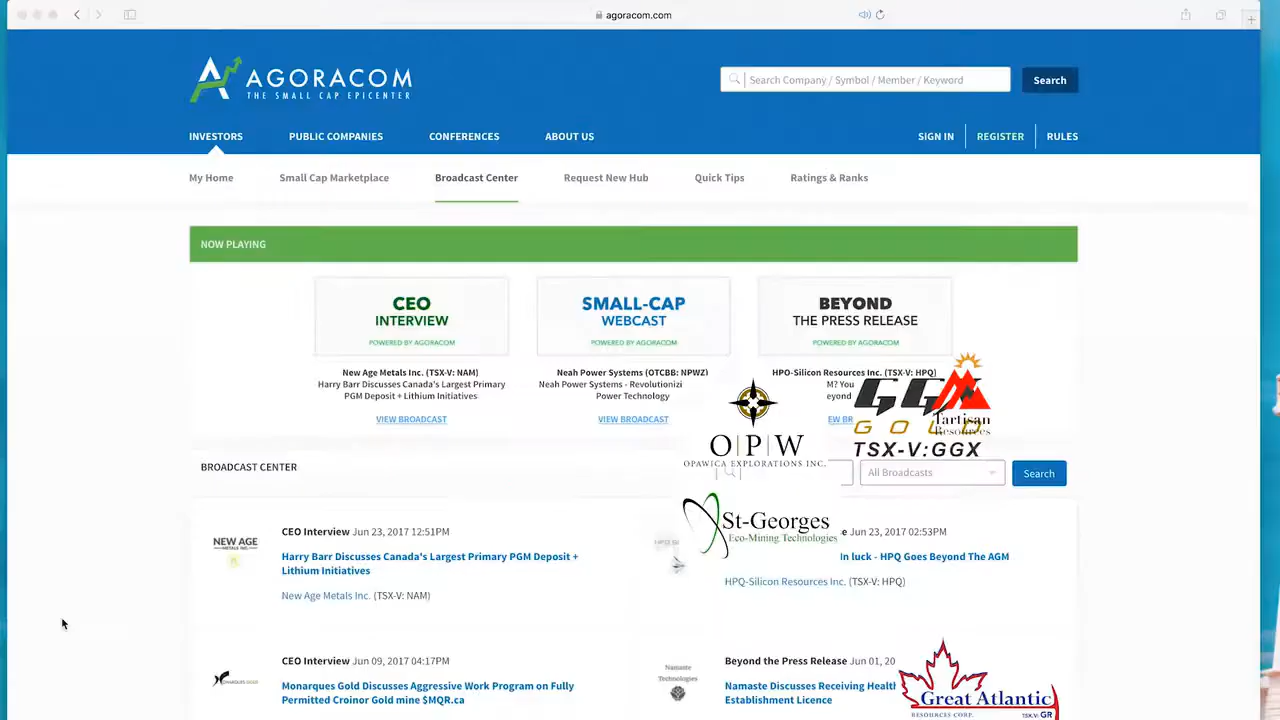 agoracom.com
AGORACOM
THE SMALL CAP EPICENTER
Search Company / Symbol / Member / Keyword
Search
INVESTORS
PUBLIC COMPANIES
CONFERENCES
ABOUT US
SIGN IN
REGISTER
RULES
My Home
Small Cap Marketplace
Broadcast Center
Request New Hub
Quick Tips
Ratings & Ranks
NOW PLAYING
CEO
INTERVIEW
POWERED BY AGORACOM
SMALL-CAP
WEBCAST
POWERED BY AGORACOM
BEYOND
THE PRESS RELEASE
POWERED BY AGORACOM
New Age Metals Inc. (TSX-V: NAM)
Harry Barr Discusses Canada's Largest Primary
PGM Deposit + Lithium Initiatives
VIEW BROADCAST
Neah Power Systems (OTCBB: NPWZ)
Neah Power Systems - Revolutionizi
Power Technology
VIEW BROADCAST
HPQ-Silicon Resources Inc. (TSX-V: HPQ)
M? You
eyond
EW BR
O|P|W
OPAWICA EXPLORATIONS INC.
GGX
GOLD
TSX-V:GGX
Tartisan
Resources
BROADCAST CENTER
All Broadcasts
Search
St-Georges
Eco-Mining Technologies
NEW AGE
METALS INC.
CEO Interview Jun 23, 2017 12:51PM
Harry Barr Discusses Canada's Largest Primary PGM Deposit +
Lithium Initiatives
New Age Metals Inc. (TSX-V: NAM)
HPQ SI
e Jun 23, 2017 02:53PM
In luck - HPQ Goes Beyond The AGM
HPQ-Silicon Resources Inc. (TSX-V: HPQ)
CEO Interview Jun 09, 2017 04:17PM
Monarques Gold Discusses Aggressive Work Program on Fully
Permitted Croinor Gold mine $MQR.ca
Namaste
Technologies
Beyond the Press Release Jun 01, 20
Namaste Discusses Receiving Health
Establishment Licence
Great Atlantic
RESOURCES CORP.
TSX.V: GR